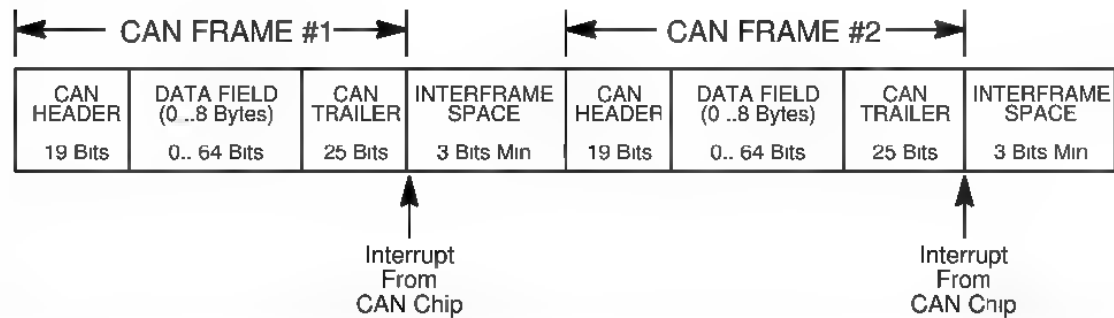 CAN FRAME #1
CAN FRAME #2
CAN HEADER
19 Bits
DATA FIELD
(0 ..8 Bytes)
0.. 64 Bits
CAN TRAILER
25 Bits
INTERFRAME SPACE
3 Bits Min
CAN HEADER
19 Bits
DATA FIELD
(0 ..8 Bytes)
0.. 64 Bits
CAN TRAILER
25 Bits
INTERFRAME SPACE
3 Bits Min
Interrupt
From
CAN Chip
Interrupt
From
CAN Chip